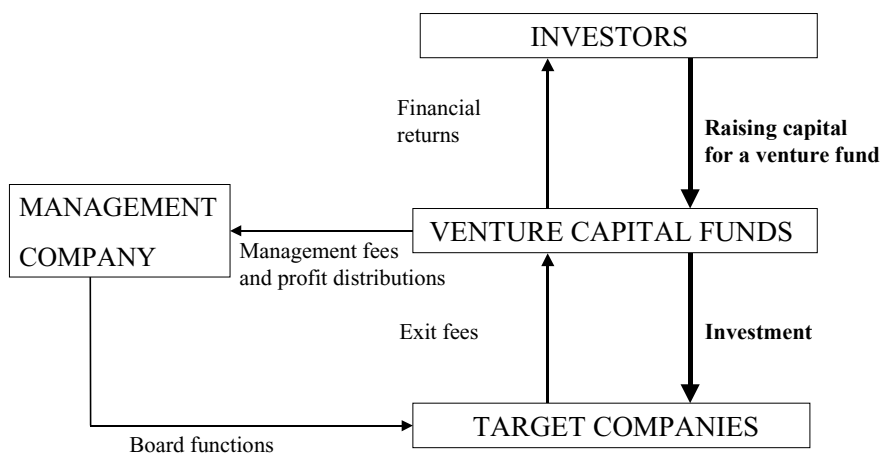 INVESTORS
Financial
returns
Raising capital
for a venture fund
MANAGEMENT
COMPANY
VENTURE CAPITAL FUNDS
Management fees
and profit distributions
Exit fees
Investment
TARGET COMPANIES
Board functions